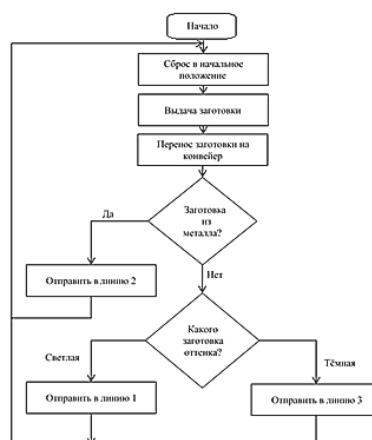 Начало
Сброс в начальное
положение
Выдача заготовки
Перенос заготовки на
конвейер
Заготовка
из
металла?
Да
Нет
Отправить в линию 2
Какого
заготовка
оттенка?
Светлая
Тёмная
Отправить в линию 1
Отправить в линию 3